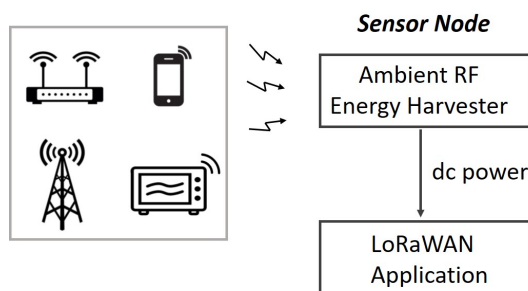 Sensor Node
Ambient RF
Energy Harvester
dc power
LoRaWAN
Application